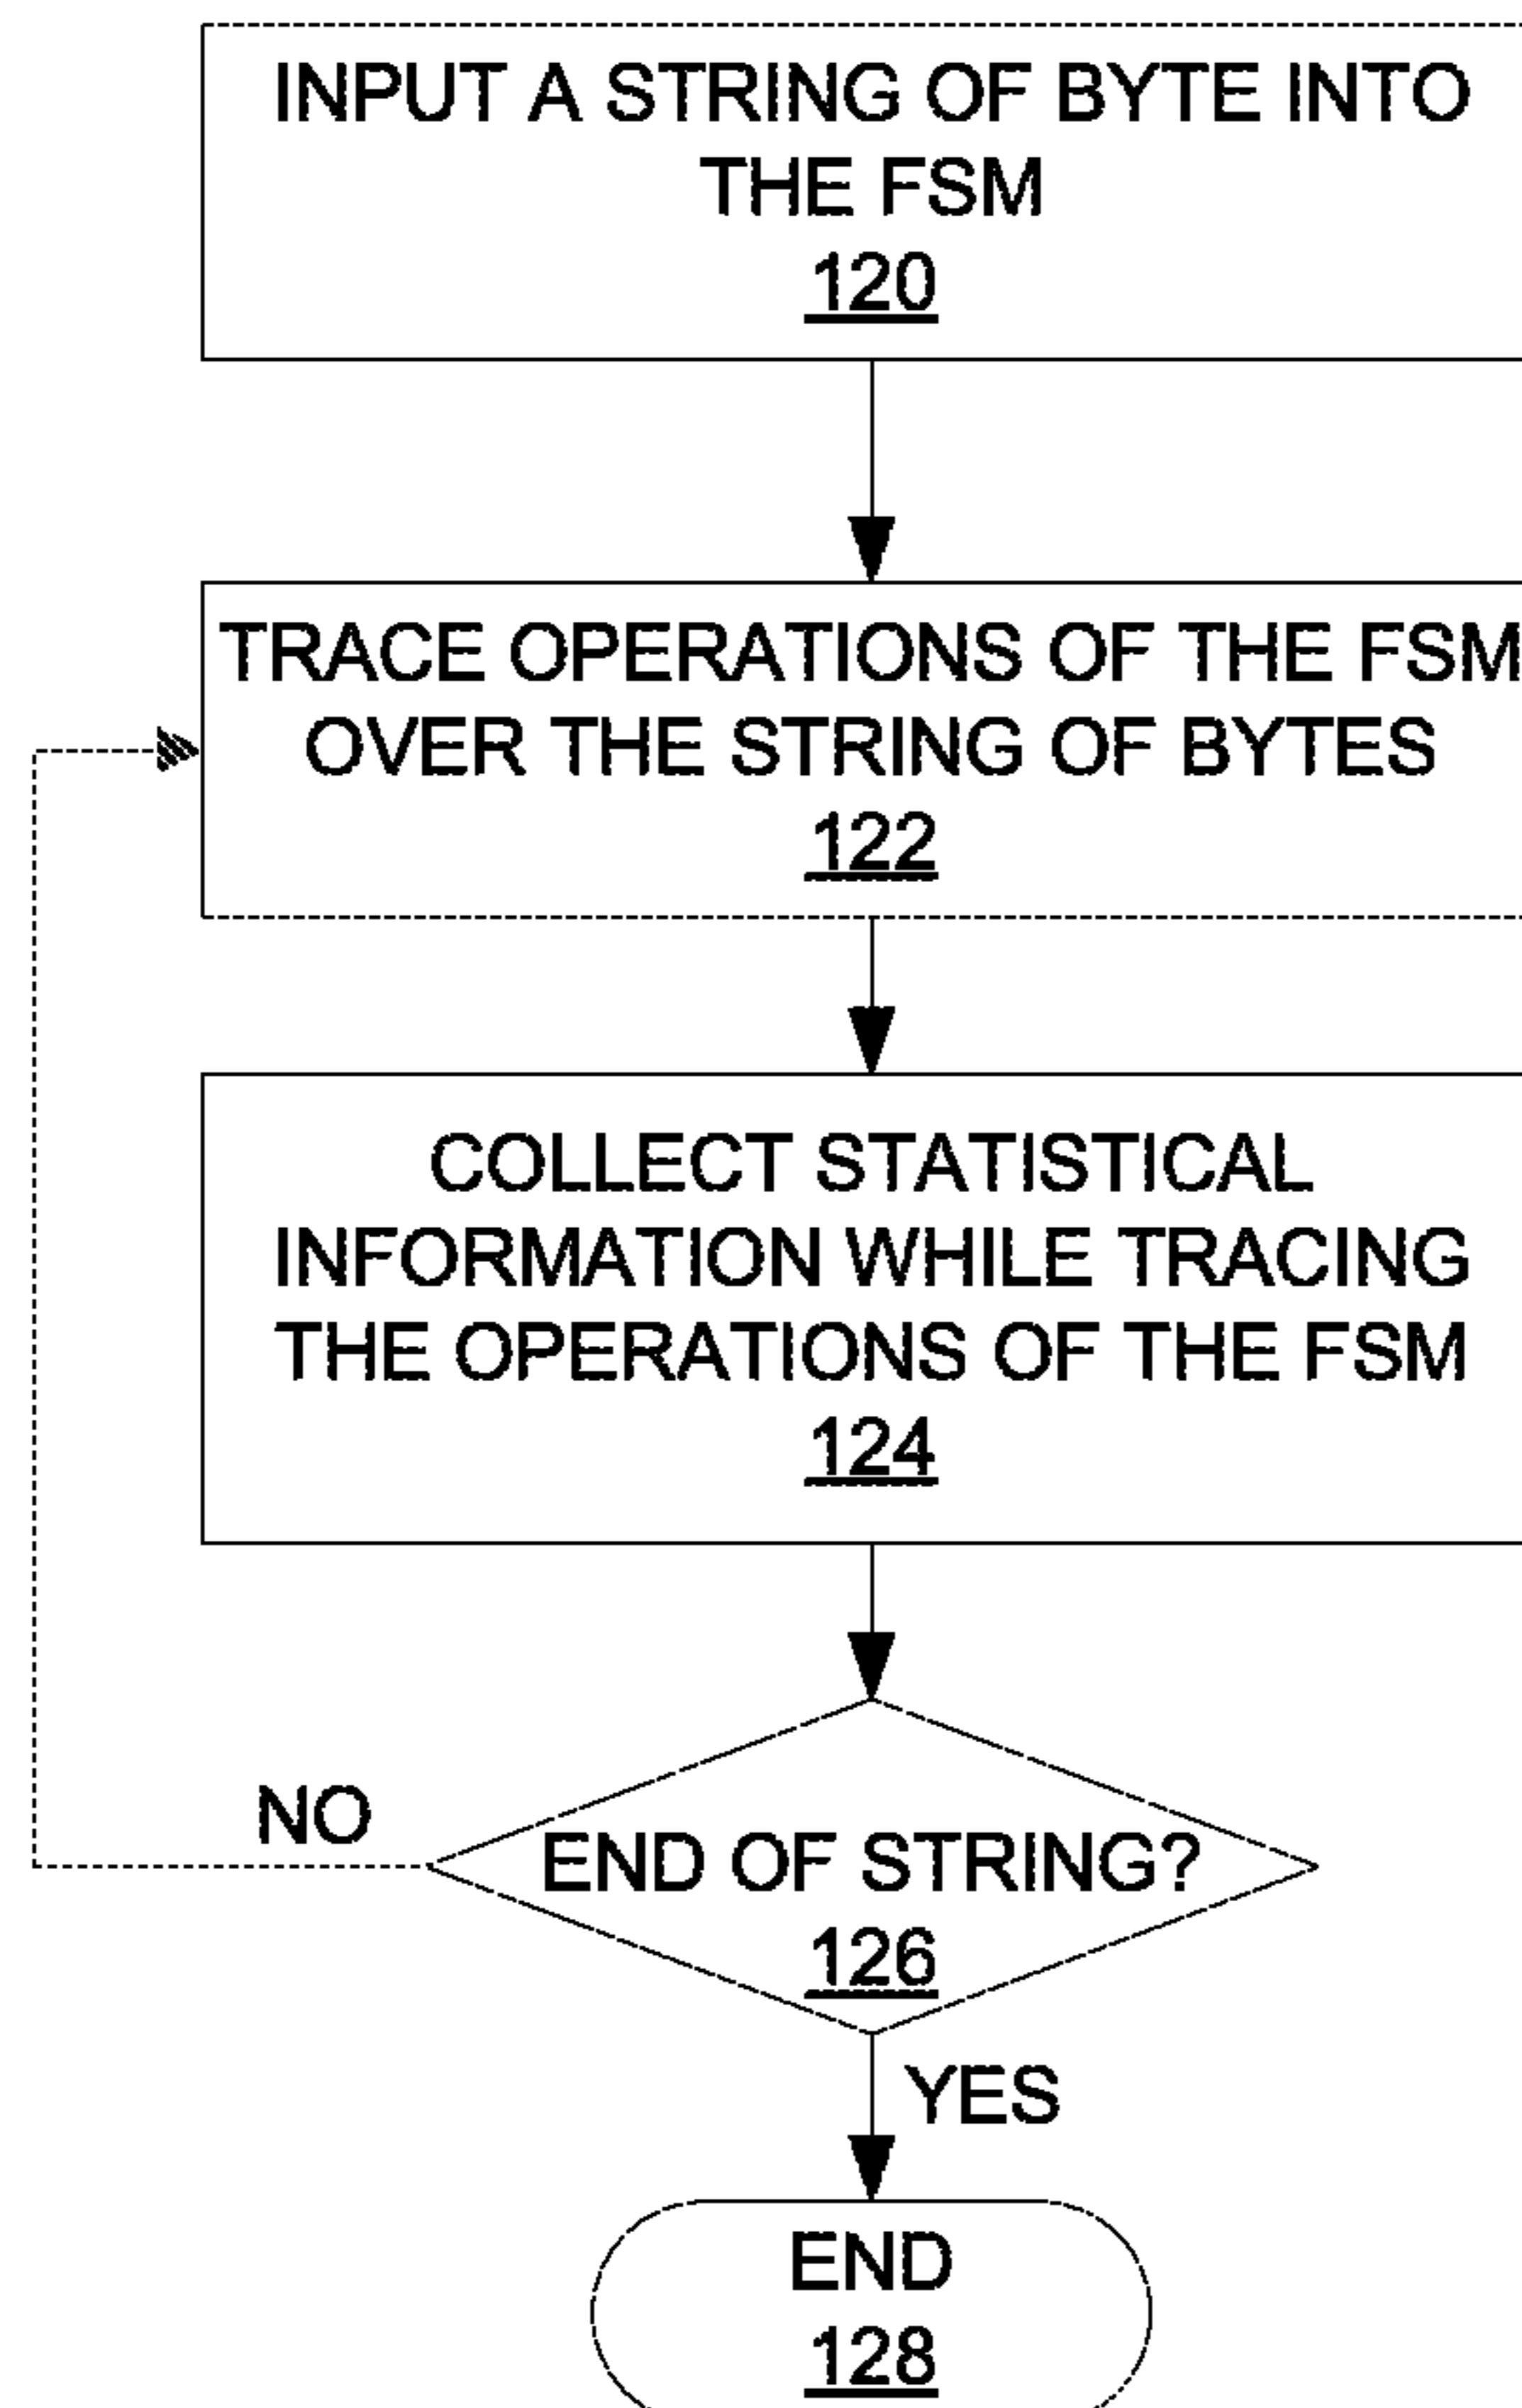 INPUT A STRING OF BYTE INTO
THE FSM
120
TRACE OPERATIONS OF THE FSM
OVER THE STRING OF BYTES
122
COLLECT STATISTICAL
INFORMATION WHILE TRACING
THE OPERATIONS OF THE FSM
124
NO
END OF STRING?
126
YES
END
128